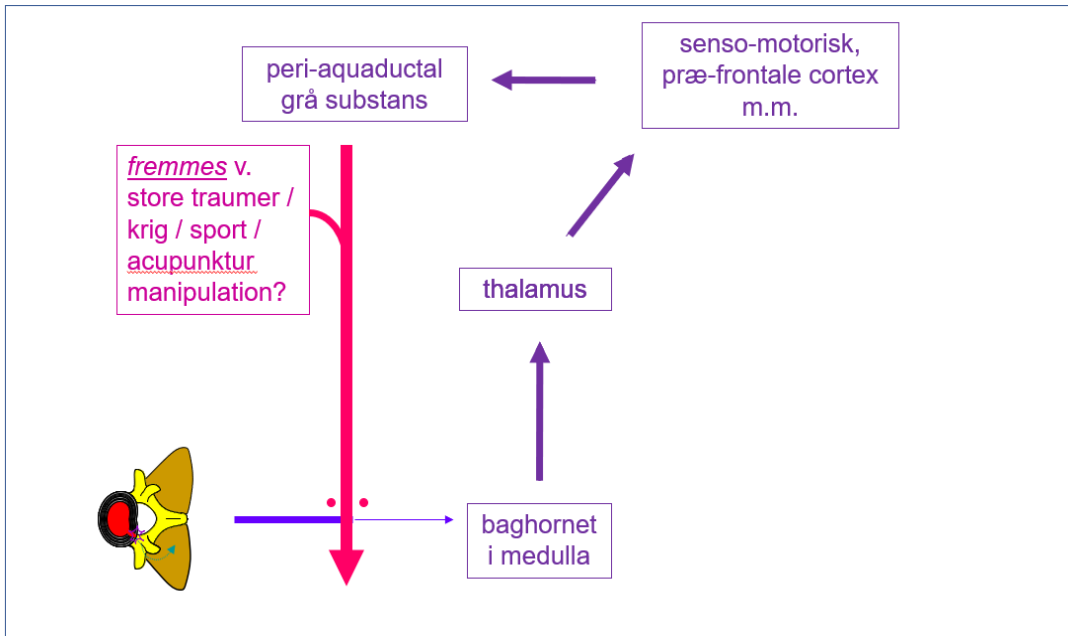 peri-aquaductal
grå substans
senso-motorisk,
præ-frontale cortex
m.m.
fremmes v.
store traumer /
krig / sport /
acupunktur
manipulation?
thalamus
baghornet
i medulla